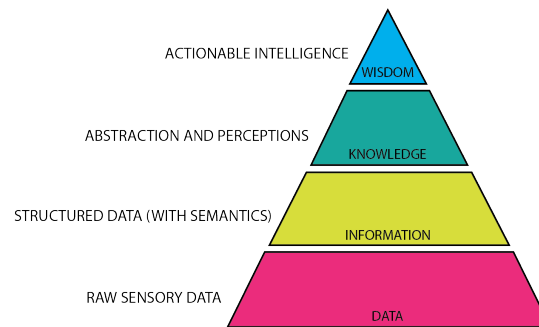 ACTIONABLE INTELLIGENCE
WISDOM
ABSTRACTION AND PERCEPTIONS
KNOWLEDGE
STRUCTURED DATA (WITH SEMANTICS)
INFORMATION
RAW SENSORY DATA
DATA